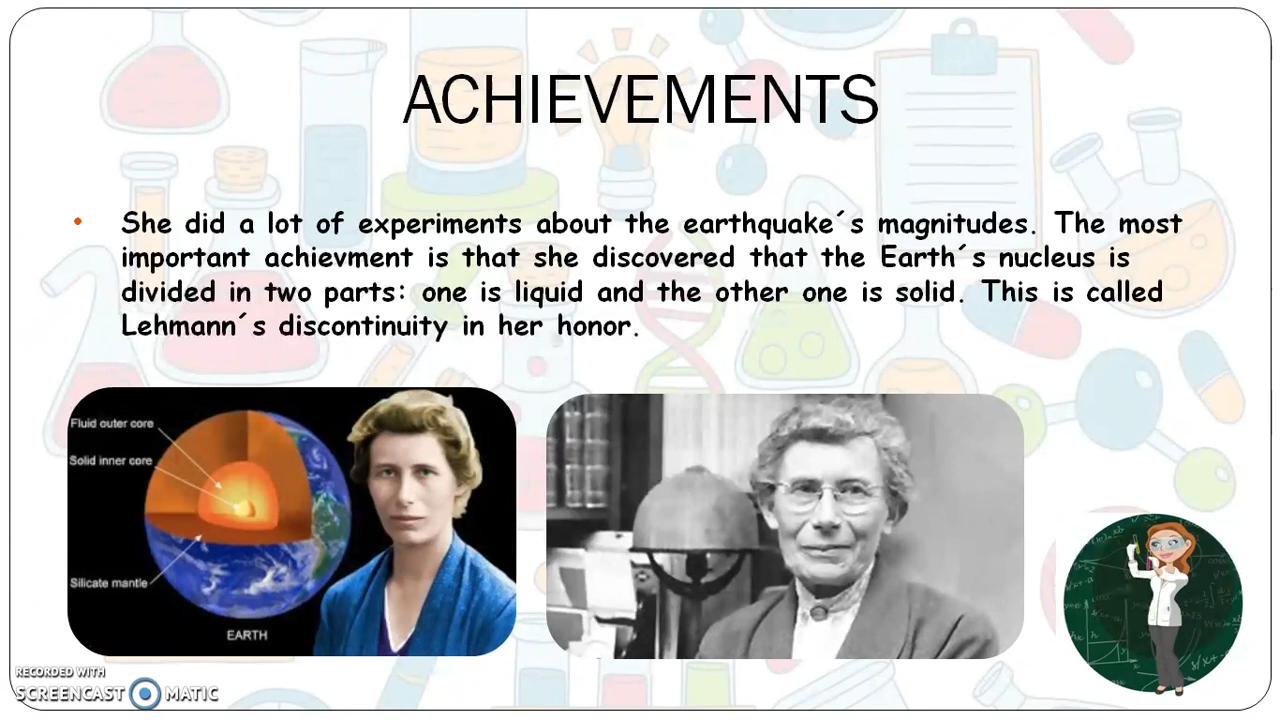 ACHIEVEMENTS
• She did a lot of experiments about the earthquake´s magnitudes. The most
important achievment is that she discovered that the Earth´s nucleus is
divided in two parts: one is liquid and the other one is solid. This is called
Lehmann´s discontinuity in her honor.
Fluid outer core
Solid inner core
Silicate mantle
EARTH
RECORDED WITH
SCREENCAST MATIC